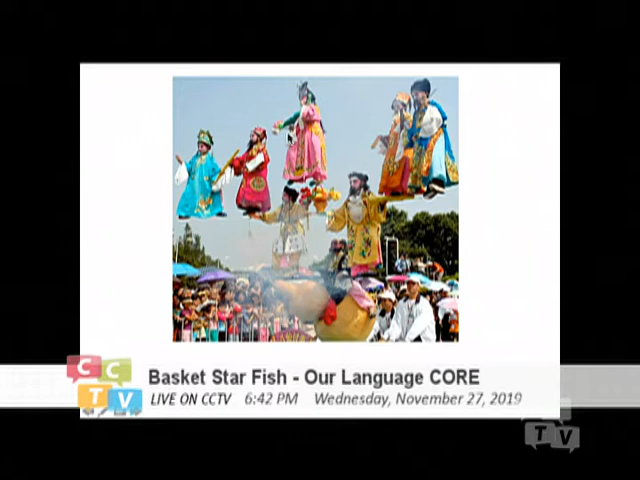 CCTV
Basket Star Fish - Our Language CORE
LIVE ON CCTV 6:42 PM Wednesday, November 27, 2019
TV